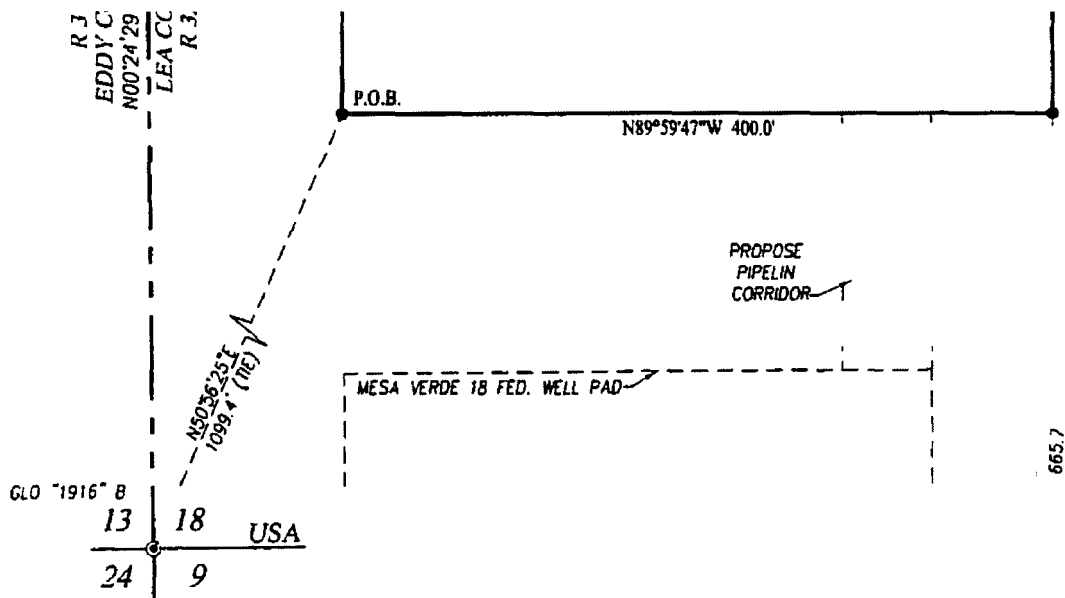 R 3
EDDY C
N00°24'29
LEA CO
R 3
P.O.B.
N89°59'47"W 400.0'
PROPOSE
PIPELIN
CORRIDOR
N50°56'25"E
1099.4' (TIE)
MESA VERDE 18 FED. WELL PAD
665.7
GLO "1916" B
13 18
USA
24 9